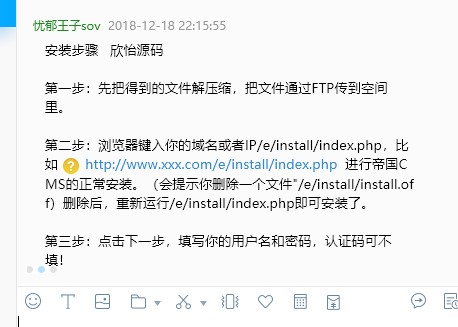 忧郁王子sov 2018-12-18 22:15:55
安装步骤 欣怡源码
第一步：先把得到的文件解压缩，把文件通过FTP传到空间
里。
第二步：浏览器键入你的域名或者IP/e/install/index.php，比
如 http://www.xxx.com/e/install/index.php 进行帝国C
MS的正常安装。（会提示你删除一个文件"/e/install/install.of
f）删除后，重新运行/e/install/index.php即可安装了。
第三步：点击下一步，填写你的用户名和密码，认证码可不
填！